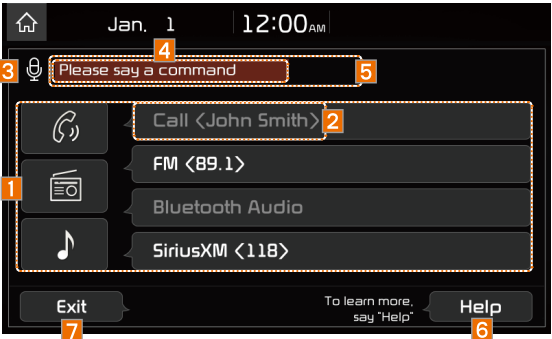 Jan. 1 12:00AM
4
3 Please say a command 5
Call <John Smith> 2
FM <89.1>
1
Bluetooth Audio
SiriusXM <118>
Exit To learn more, Help
say "Help"
7 6